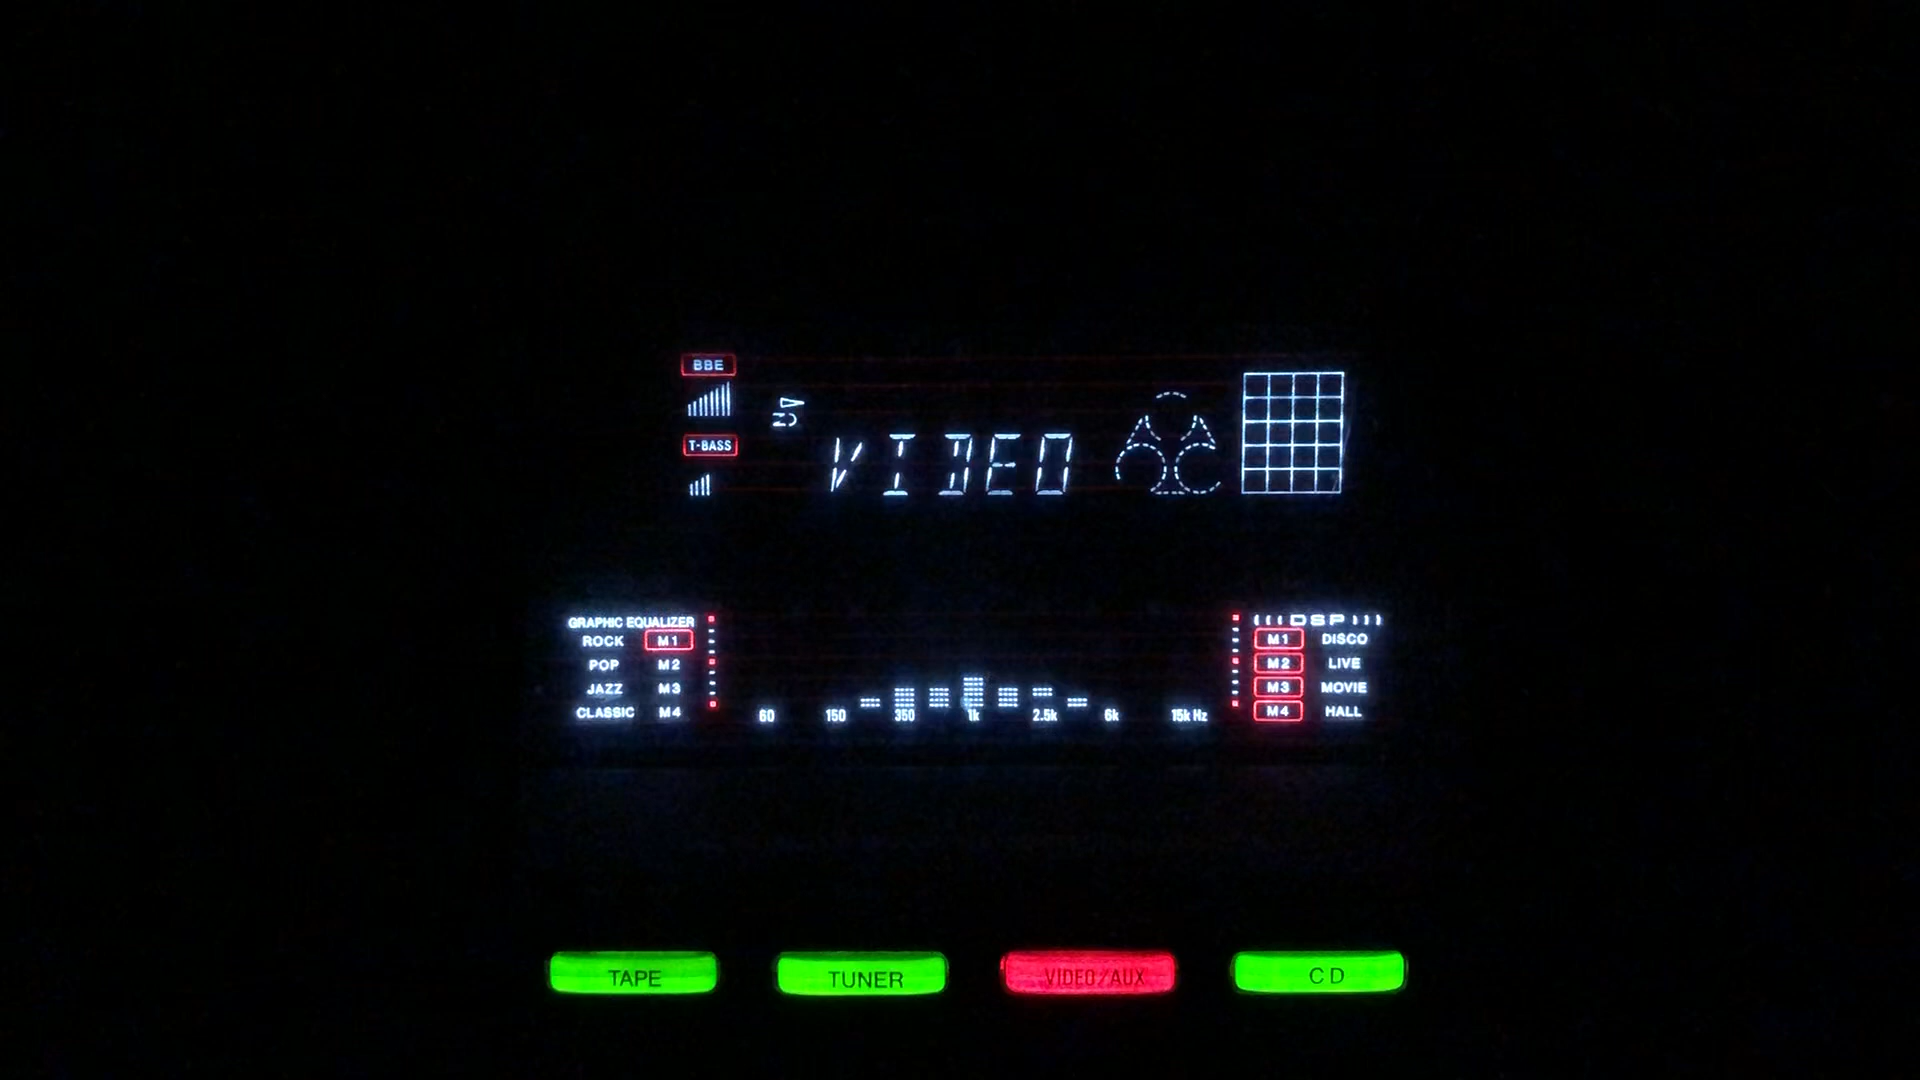 BBE
T-BASS
VIDEO
GRAPHIC EQUALIZER
ROCK M1
POP M2
JAZZ M3
CLASSIC M4
60 150 350 1k 2.5k 6k 15k Hz
DSP
M1 DISCO
M2 LIVE
M3 MOVIE
M4 HALL
TAPE TUNER VIDEO/AUX CD